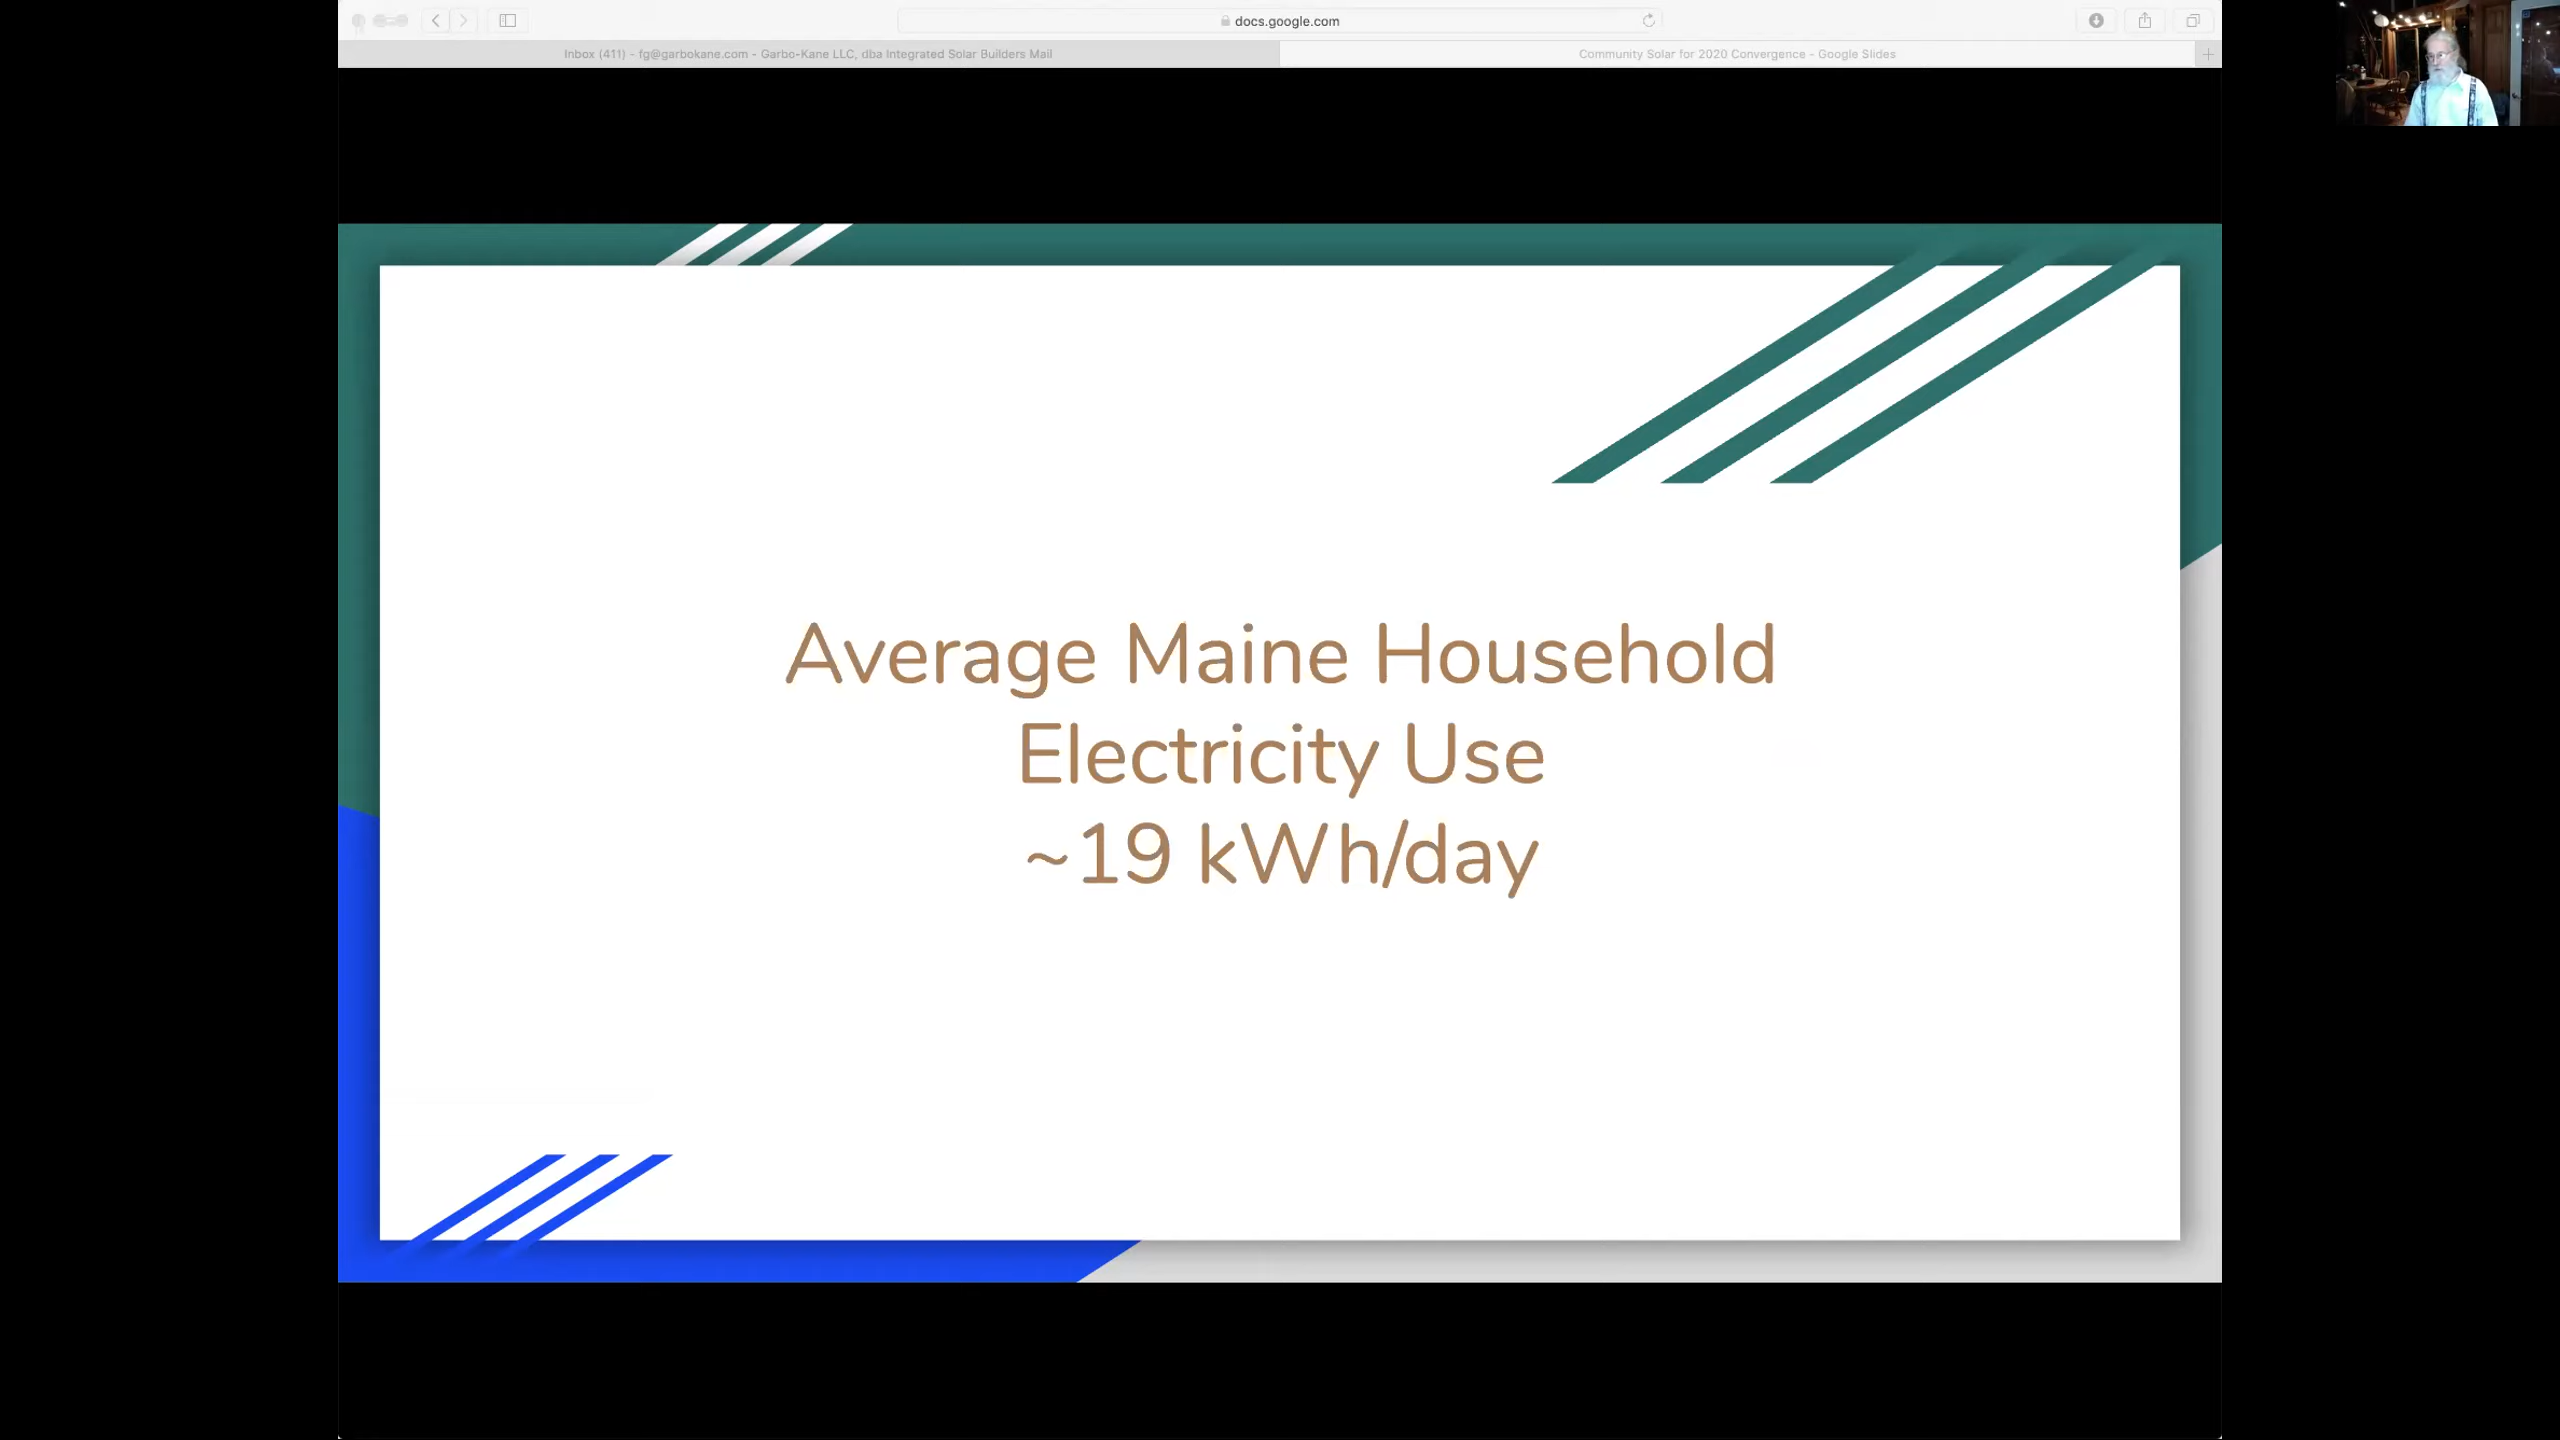 docs.google.com
Inbox (411) - fg@garbokane.com - Garbo-Kane LLC, dba Integrated Solar Builders Mail
Community Solar for 2020 Convergence - Google Slides
Average Maine Household
Electricity Use
~19 kWh/day